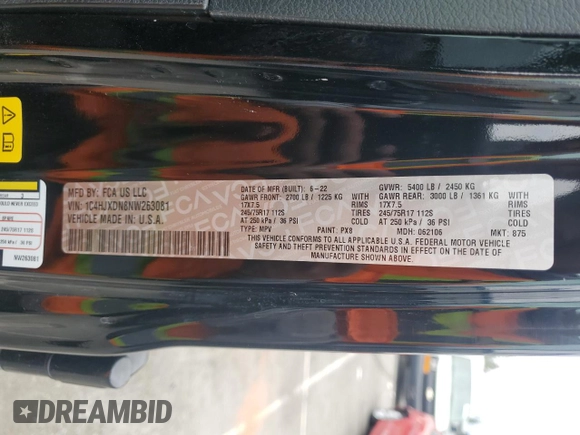 MFD BY: FCA US LLC
VIN: 1C4HJXDN8NW263081
VEHICLE MADE IN: U.S.A.
DATE OF MFR (BUILT): 5-22
GAWR FRONT: 2700 LB / 1225 KG
17X7.5 RIMS
245/75R17 112S TIRES
AT 250 kPa / 36 PSI COLD
TYPE: MPV PAINT: PX8
GVWR: 5400 LB / 2450 KG
GAWR REAR: 3000 LB / 1361 KG
17X7.5 RIMS
245/75R17 112S TIRES
AT 250 kPa / 36 PSI COLD
MDH: 062106 MKT: 875
THIS VEHICLE CONFORMS TO ALL APPLICABLE U.S.A. FEDERAL MOTOR VEHICLE
SAFETY AND THEFT PREVENTION STANDARDS IN EFFECT ON THE DATE OF
MANUFACTURE SHOWN ABOVE.
NW263081
DREAMBID